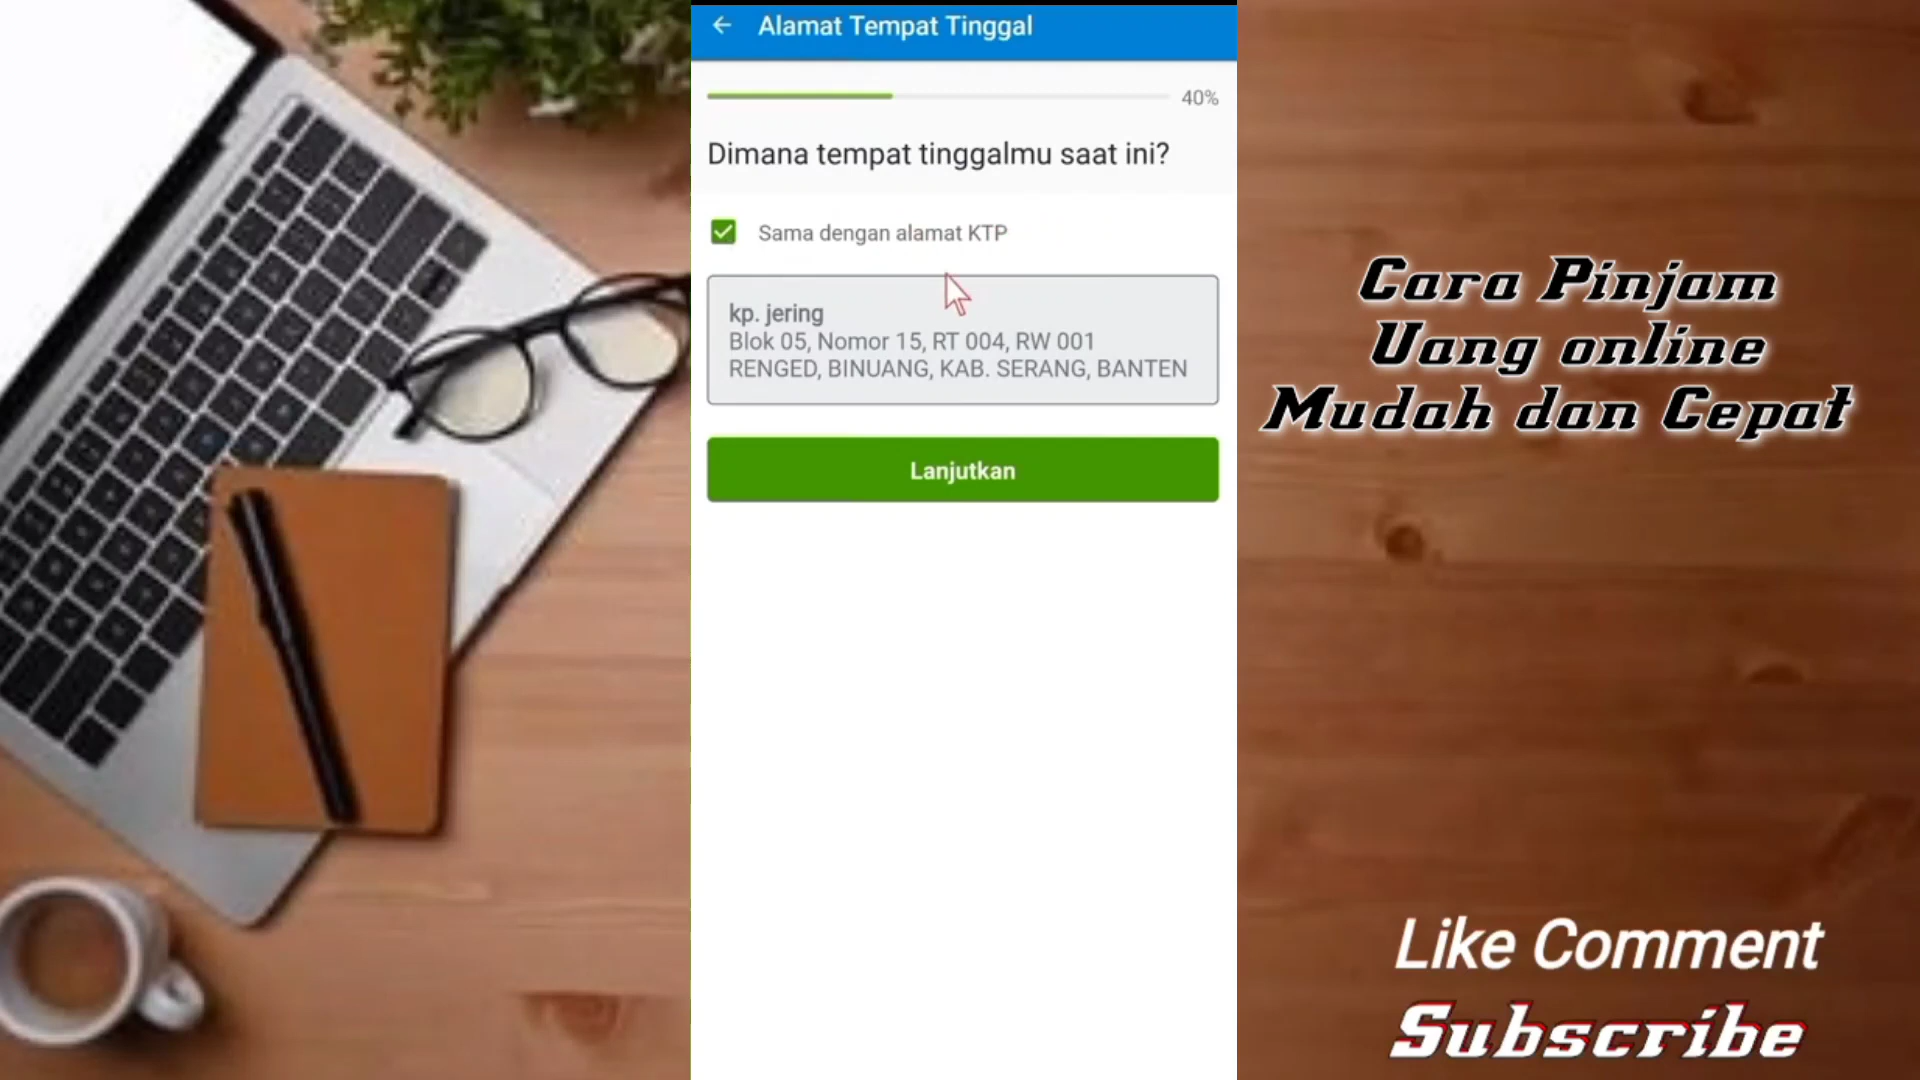 Alamat Tempat Tinggal
40%
Dimana tempat tinggalmu saat ini?
Sama dengan alamat KTP
kp. jering
Blok 05, Nomor 15, RT 004, RW 001
RENGED, BINUANG, KAB. SERANG, BANTEN
Lanjutkan
Cara Pinjam
Uang online
Mudah dan Cepat
Like Comment
Subscribe